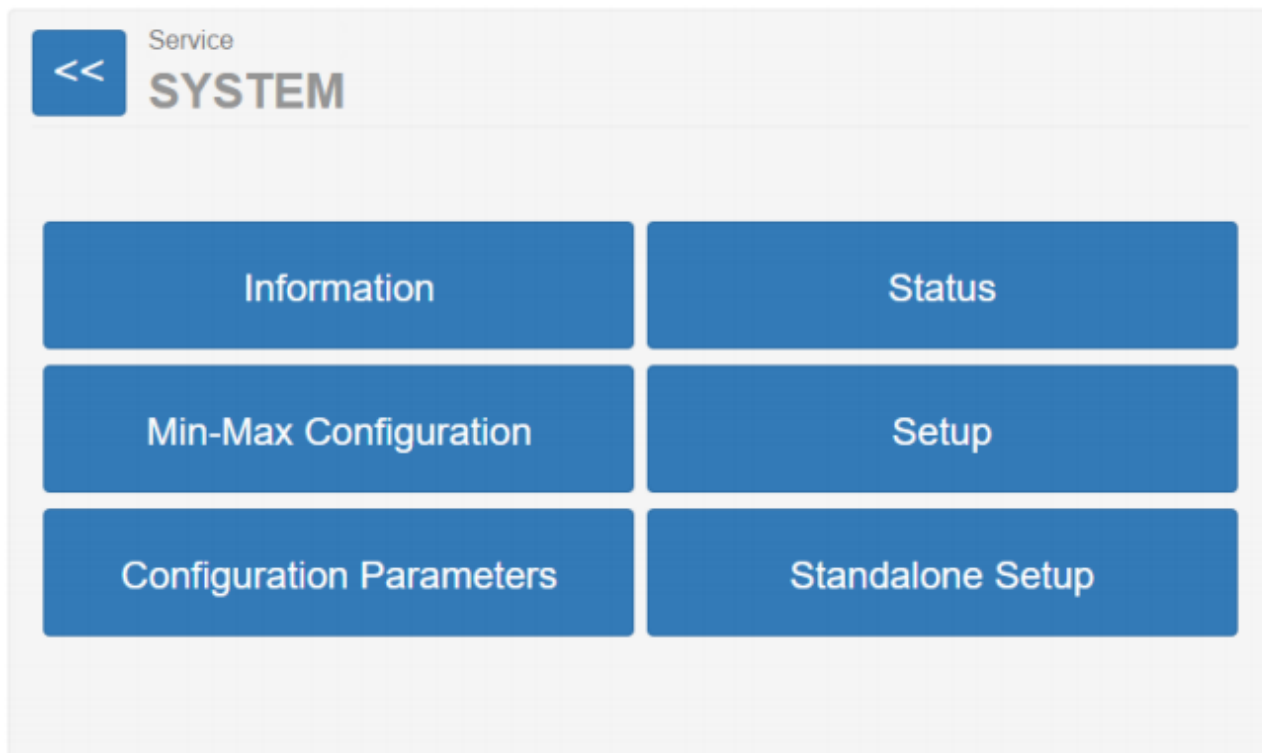 <<
Service
SYSTEM
Information
Status
Min-Max Configuration
Setup
Configuration Parameters
Standalone Setup